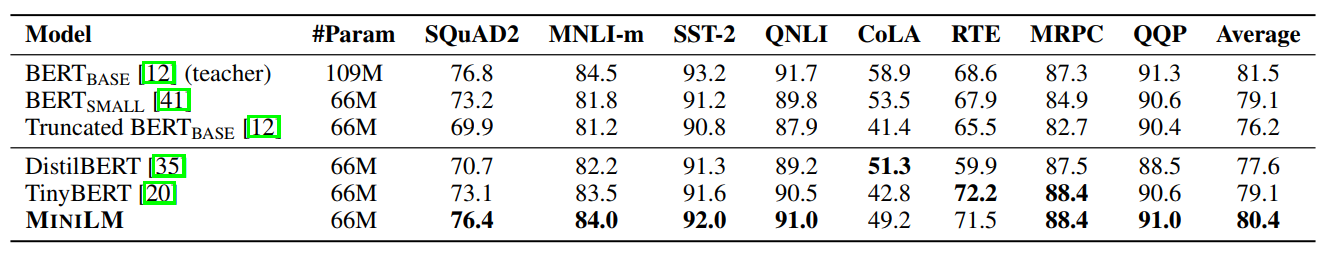 Model #Param SQuAD2 MNLI-m SST-2 QNLI CoLA RTE MRPC QQP Average
BERTBASE [12] (teacher) 109M 76.8 84.5 93.2 91.7 58.9 68.6 87.3 91.3 81.5
BERTSMALL [41] 66M 73.2 81.8 91.2 89.8 53.5 67.9 84.9 90.6 79.1
Truncated BERTBASE [12] 66M 69.9 81.2 90.8 87.9 41.4 65.5 82.7 90.4 76.2
DistilBERT [35] 66M 70.7 82.2 91.3 89.2 51.3 59.9 87.5 88.5 77.6
TinyBERT [20] 66M 73.1 83.5 91.6 90.5 42.8 72.2 88.4 90.6 79.1
MINILM 66M 76.4 84.0 92.0 91.0 49.2 71.5 88.4 91.0 80.4